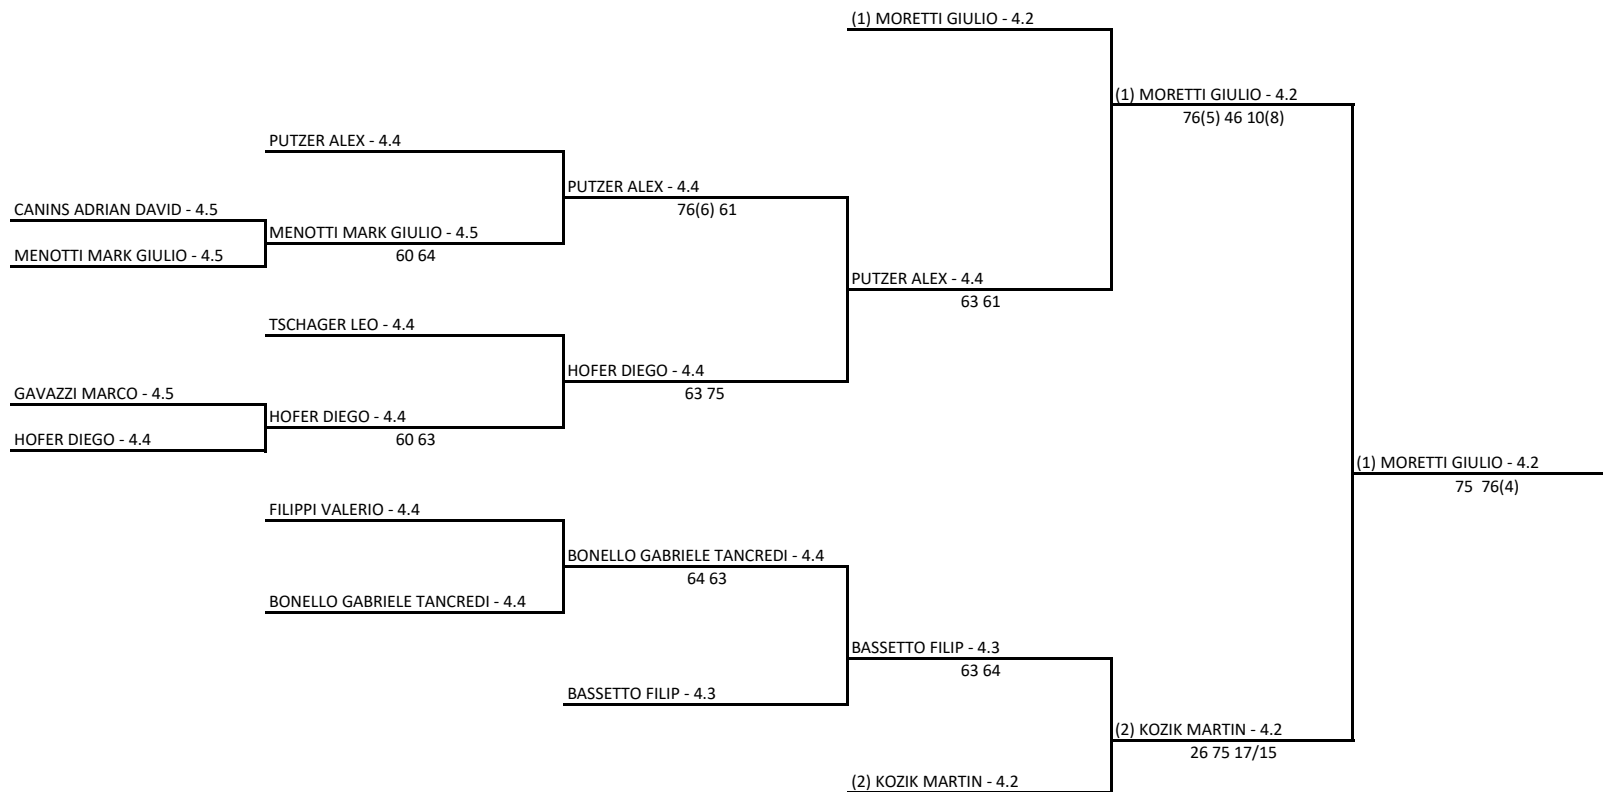 (1) MORETTI GIULIO - 4.2
(1) MORETTI GIULIO - 4.2
76(5) 46 10(8)
PUTZER ALEX - 4.4
PUTZER ALEX - 4.4
76(6) 61
CANINS ADRIAN DAVID - 4.5
MENOTTI MARK GIULIO - 4.5
60 64
MENOTTI MARK GIULIO - 4.5
PUTZER ALEX - 4.4
63 61
TSCHAGER LEO - 4.4
HOFER DIEGO - 4.4
63 75
GAVAZZI MARCO - 4.5
HOFER DIEGO - 4.4
60 63
HOFER DIEGO - 4.4
(1) MORETTI GIULIO - 4.2
75 76(4)
FILIPPI VALERIO - 4.4
BONELLO GABRIELE TANCREDI - 4.4
64 63
BONELLO GABRIELE TANCREDI - 4.4
BASSETTO FILIP - 4.3
63 64
BASSETTO FILIP - 4.3
(2) KOZIK MARTIN - 4.2
26 75 17/15
(2) KOZIK MARTIN - 4.2